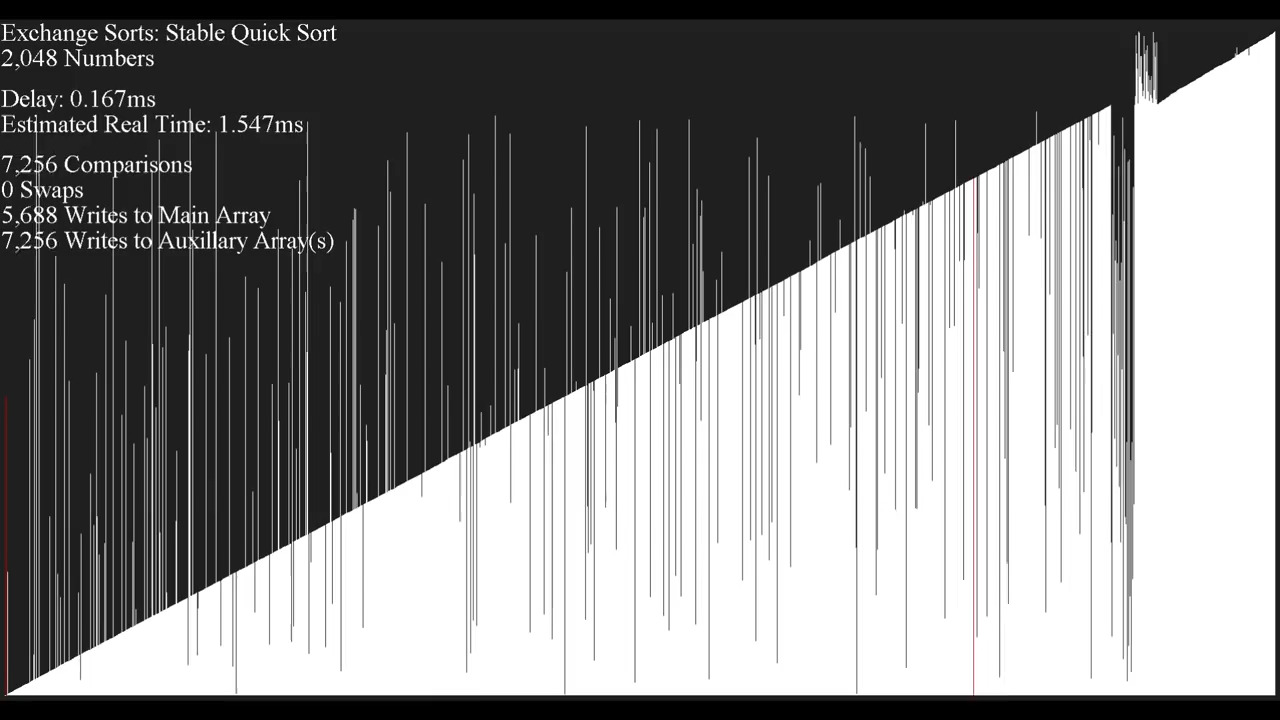 Exchange Sorts: Stable Quick Sort
2,048 Numbers
Delay: 0.167ms
Estimated Real Time: 1.547ms
7,256 Comparisons
0 Swaps
5,688 Writes to Main Array
7,256 Writes to Auxillary Array(s)